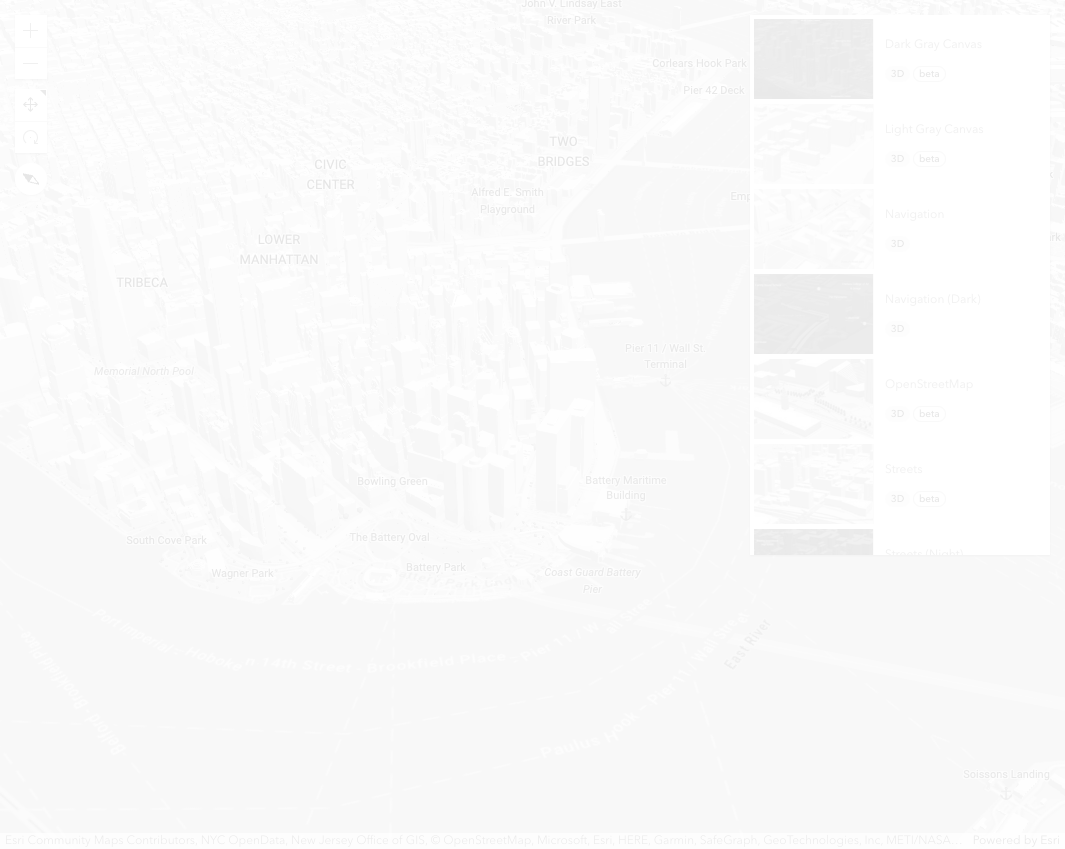 John V. Lindsay East
River Park
Corlears Hook Park
Pier 42 Deck
TWO
BRIDGES
CIVIC
CENTER
Alfred E. Smith
Playground
LOWER
MANHATTAN
TRIBECA
Pier 11 / Wall St
Terminal
Memorial North Pool
Bowling Green
Battery Maritime
Building
South Cove Park
The Battery Oval
Wagner Park
Battery Park
Coast Guard Battery
Pier
East River
Soissons Landing
Dark Gray Canvas
3D beta
Light Gray Canvas
3D beta
Navigation
3D
Navigation (Dark)
3D
OpenStreetMap
3D beta
Streets
3D beta
Streets (Night)
Esri Community Maps Contributors, NYC OpenData, New Jersey Office of GIS, © OpenStreetMap, Microsoft, Esri, HERE, Garmin, SafeGraph, GeoTechnologies, Inc, METI/NASA, ...
Powered by Esri